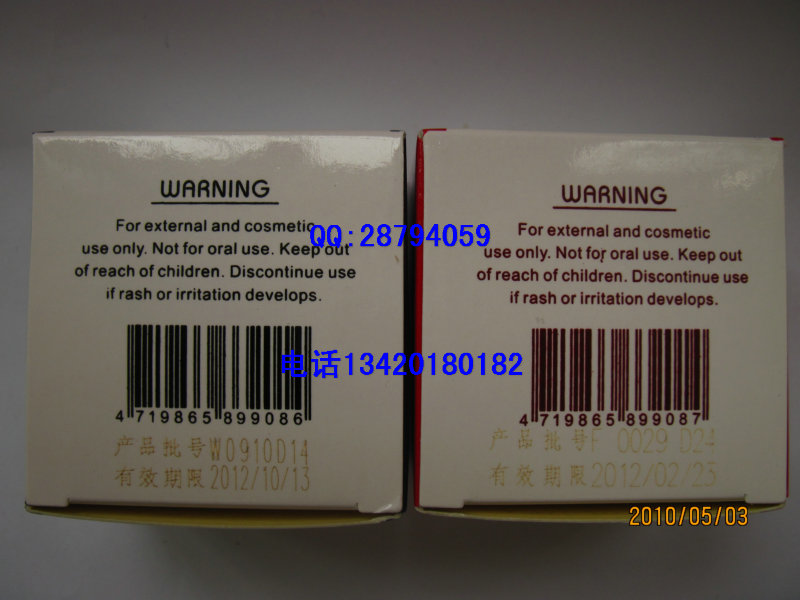 WARNING
For external and cosmetic
use only. Not for oral use. Keep out
of reach of children. Discontinue use
if rash or irritation develops.
4 719865 899086
产品批号W0910D14
有效期限2012/10/13
WARNING
For external and cosmetic
use only. Not for oral use. Keep out
of reach of children. Discontinue use
if rash or irritation develops.
4 719865 899087
产品批号F 0029 D24
有效期限2012/02/23
QQ:28794059
电话13420180182
2010/05/03